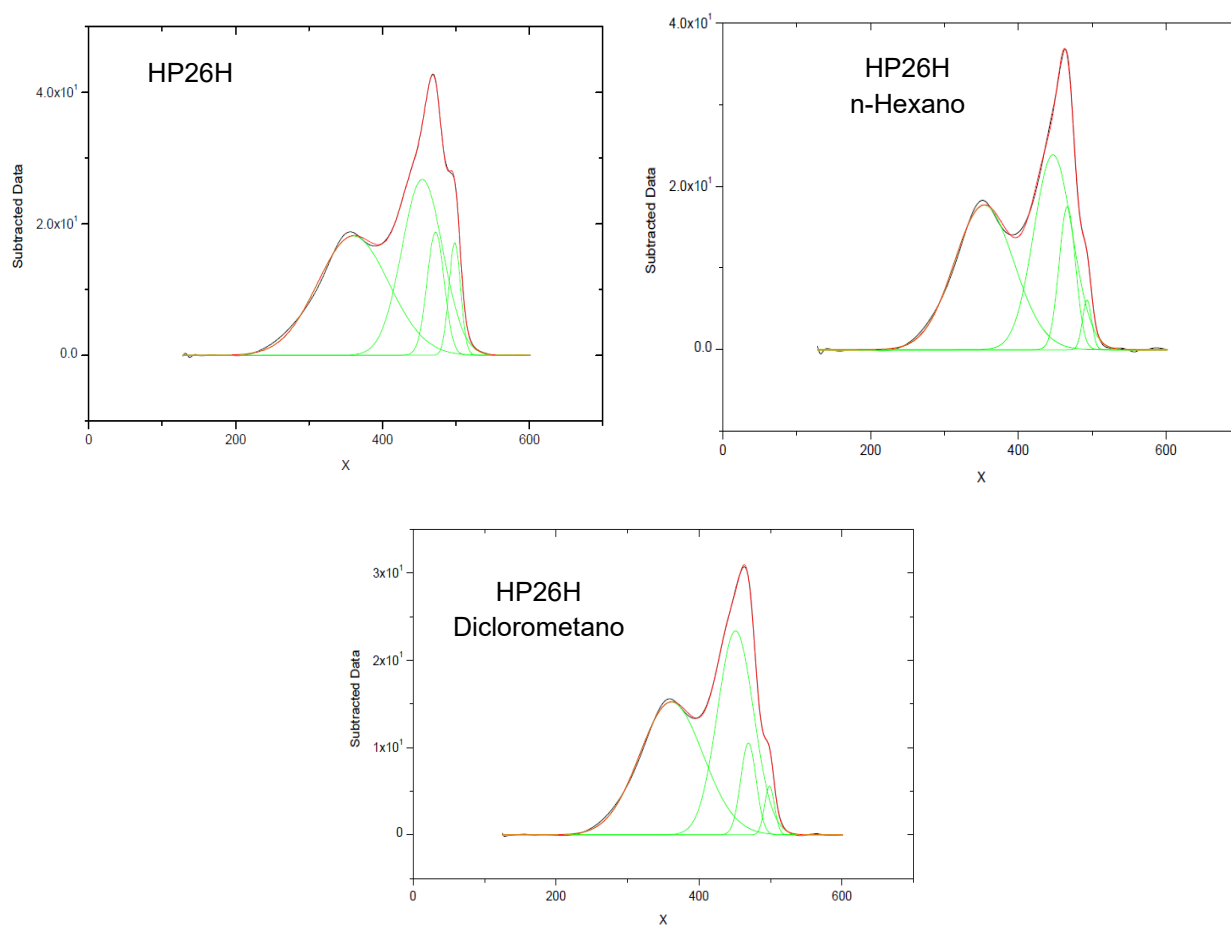 HP26H
4.0x10¹
2.0x10¹
0.0
Subtracted Data
0 200 400 600
X
HP26H
n-Hexano
4.0x10¹
2.0x10¹
0.0
Subtracted Data
0 200 400 600
X
HP26H
Diclorometano
3x10¹
2x10¹
1x10¹
0
Subtracted Data
0 200 400 600
X